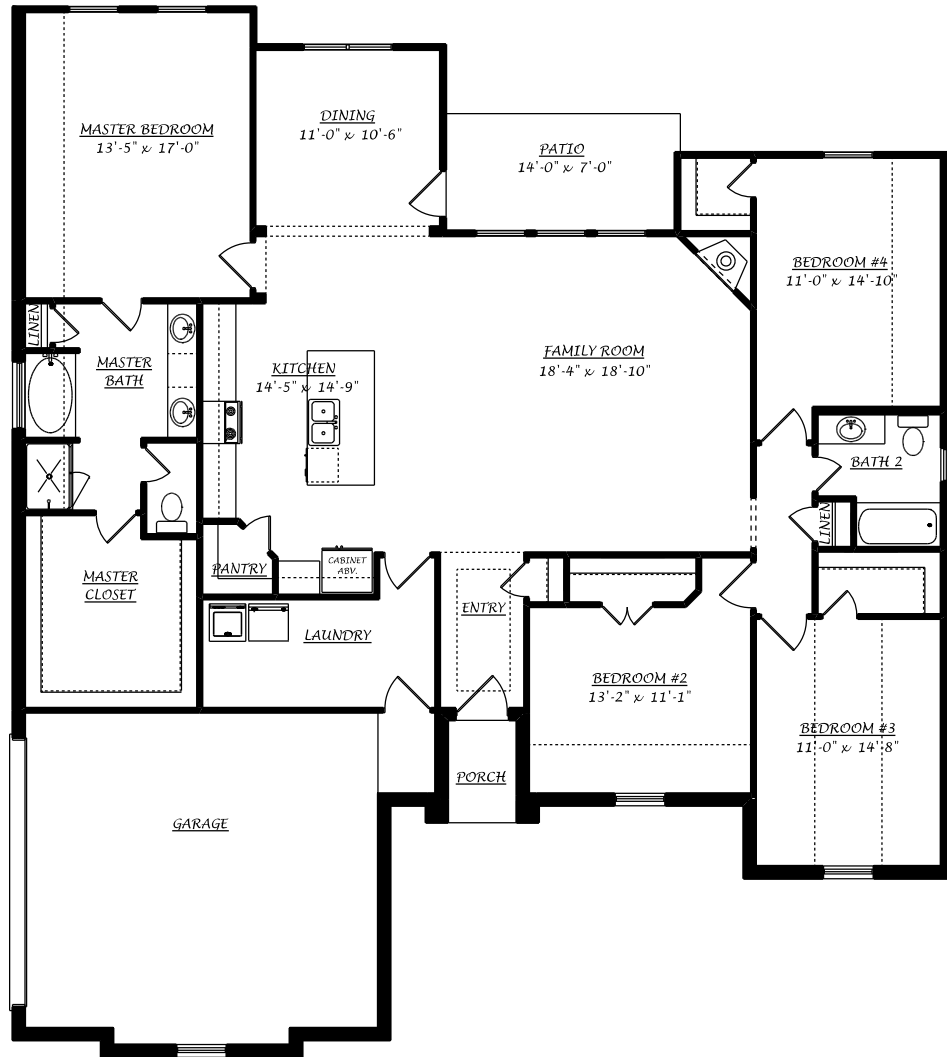 DINING
11'-0" x 10'-6"
MASTER BEDROOM
13'-5" x 17'-0"
PATIO
14'-0" x 7'-0"
BEDROOM #4
11'-0" x 14'-10"
LINEN
MASTER
BATH
KITCHEN
14'-5" x 14'-9"
FAMILY ROOM
18'-4" x 18'-10"
BATH 2
LINEN
PANTRY
CABINET
ABV.
MASTER
CLOSET
ENTRY
LAUNDRY
BEDROOM #2
13'-2" x 11'-1"
BEDROOM #3
11'-0" x 14'-8"
PORCH
GARAGE